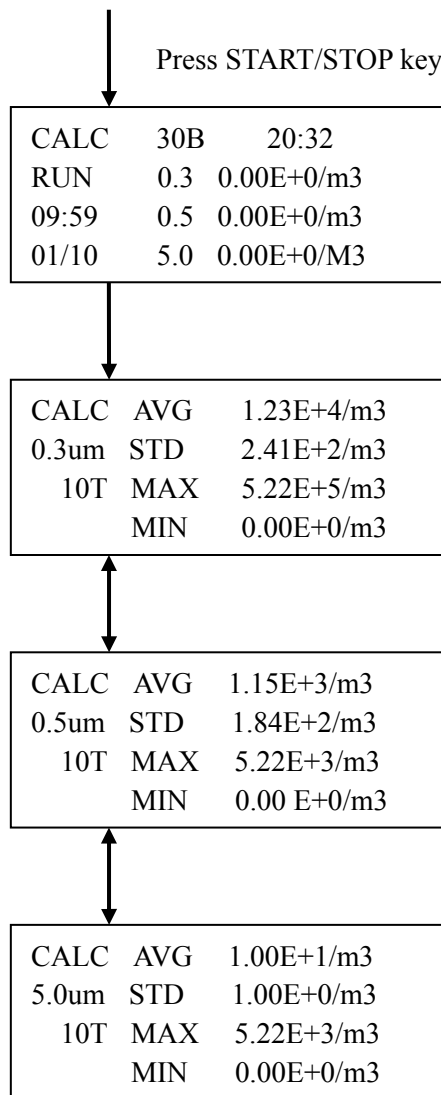 Press START/STOP key
CALC 30B 20:32
RUN 0.3 0.00E+0/m3
09:59 0.5 0.00E+0/m3
01/10 5.0 0.00E+0/M3
CALC AVG 1.23E+4/m3
0.3um STD 2.41E+2/m3
10T MAX 5.22E+5/m3
MIN 0.00E+0/m3
CALC AVG 1.15E+3/m3
0.5um STD 1.84E+2/m3
10T MAX 5.22E+3/m3
MIN 0.00 E+0/m3
CALC AVG 1.00E+1/m3
5.0um STD 1.00E+0/m3
10T MAX 5.22E+3/m3
MIN 0.00E+0/m3